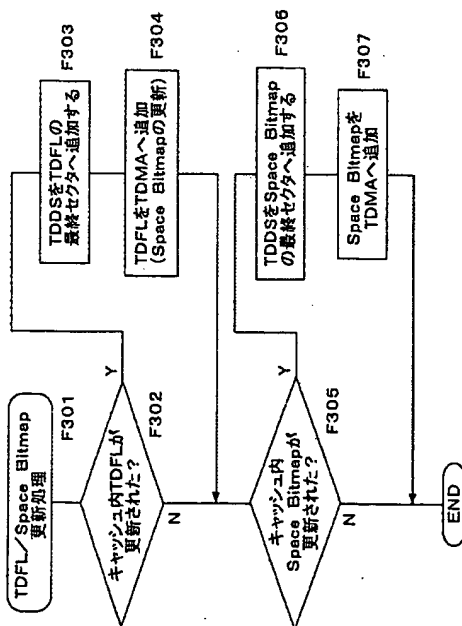 TDFL/Space Bitmap
更新処理
F301
キャッシュ内TDFLが
更新された?
F302
Y
N
TDDSをTDFLの
最終セクタへ追加する
F303
TDFLをTDMAへ追加
(Space Bitmapの更新)
F304
キャッシュ内
Space Bitmapが
更新された?
F305
Y
N
TDDSをSpace Bitmap
の最終セクタへ追加する
F306
Space Bitmapを
TDMAへ追加
F307
END